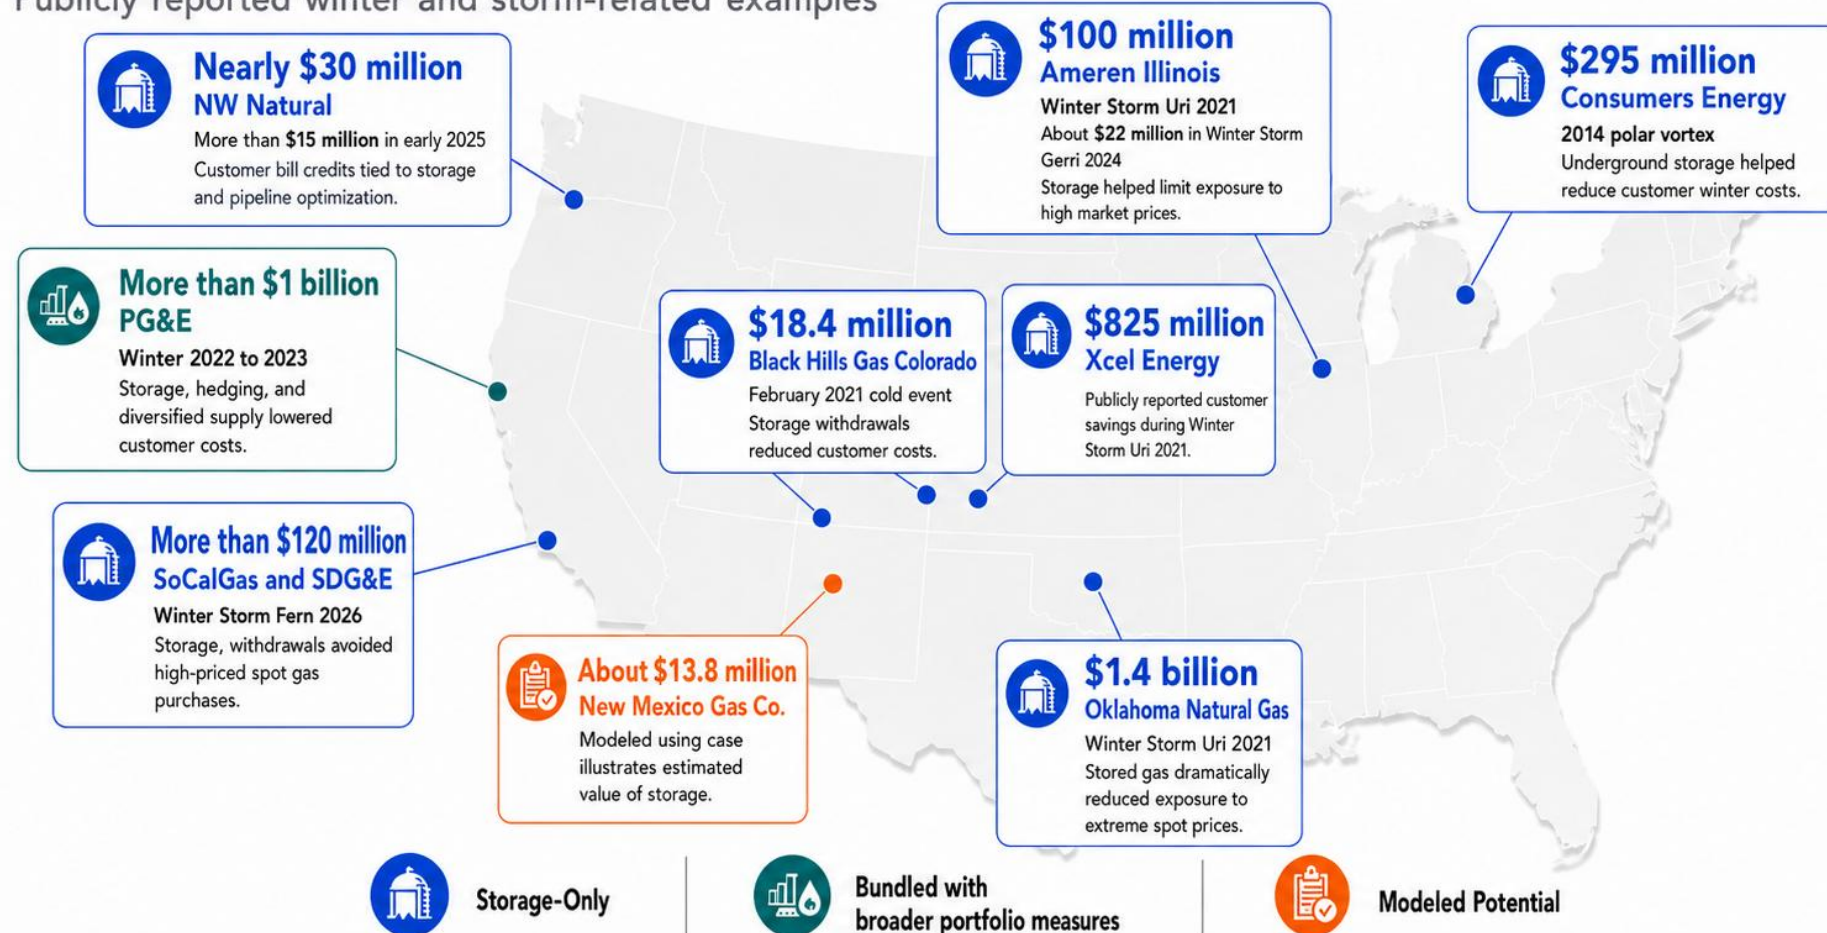 Publicly reported winter and storm-related examples
Nearly $30 million
NW Natural
More than $15 million in early 2025
Customer bill credits tied to storage
and pipeline optimization.
$100 million
Ameren Illinois
Winter Storm Uri 2021
About $22 million in Winter Storm
Gerri 2024
Storage helped limit exposure to
high market prices.
$295 million
Consumers Energy
2014 polar vortex
Underground storage helped
reduce customer winter costs.
More than $1 billion
PG&E
Winter 2022 to 2023
Storage, hedging, and
diversified supply lowered
customer costs.
$18.4 million
Black Hills Gas Colorado
February 2021 cold event
Storage withdrawals
reduced customer costs.
$825 million
Xcel Energy
Publicly reported customer
savings during Winter
Storm Uri 2021.
More than $120 million
SoCalGas and SDG&E
Winter Storm Fern 2026
Storage, withdrawals avoided
high-priced spot gas
purchases.
About $13.8 million
New Mexico Gas Co.
Modeled using case
illustrates estimated
value of storage.
$1.4 billion
Oklahoma Natural Gas
Winter Storm Uri 2021
Stored gas dramatically
reduced exposure to
extreme spot prices.
Storage-Only
Bundled with
broader portfolio measures
Modeled Potential